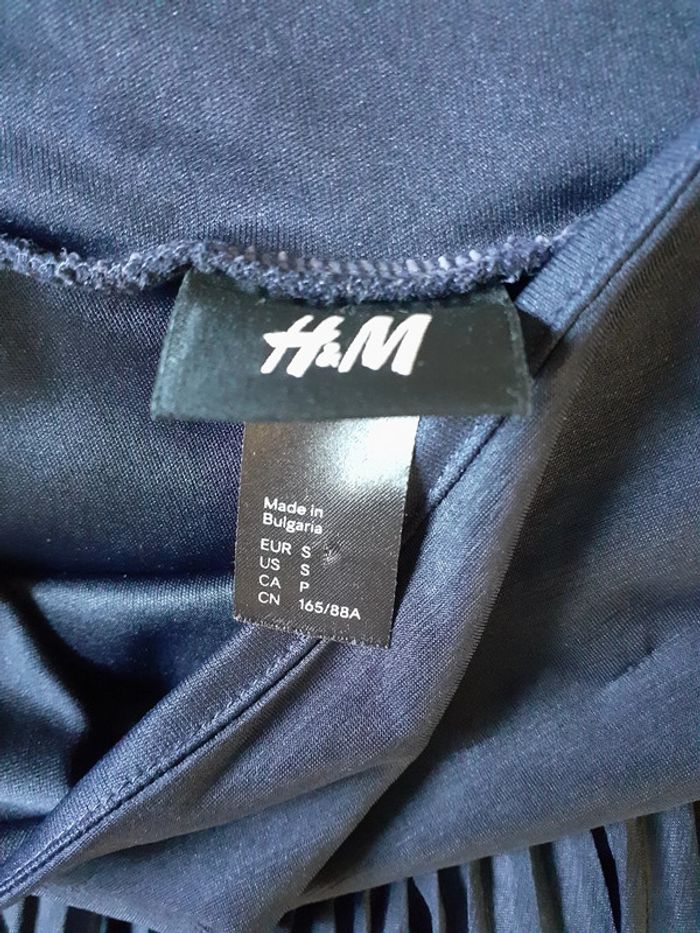 H&M
Made in
Bulgaria
EUR S
US S
CA P
CN 165/88A